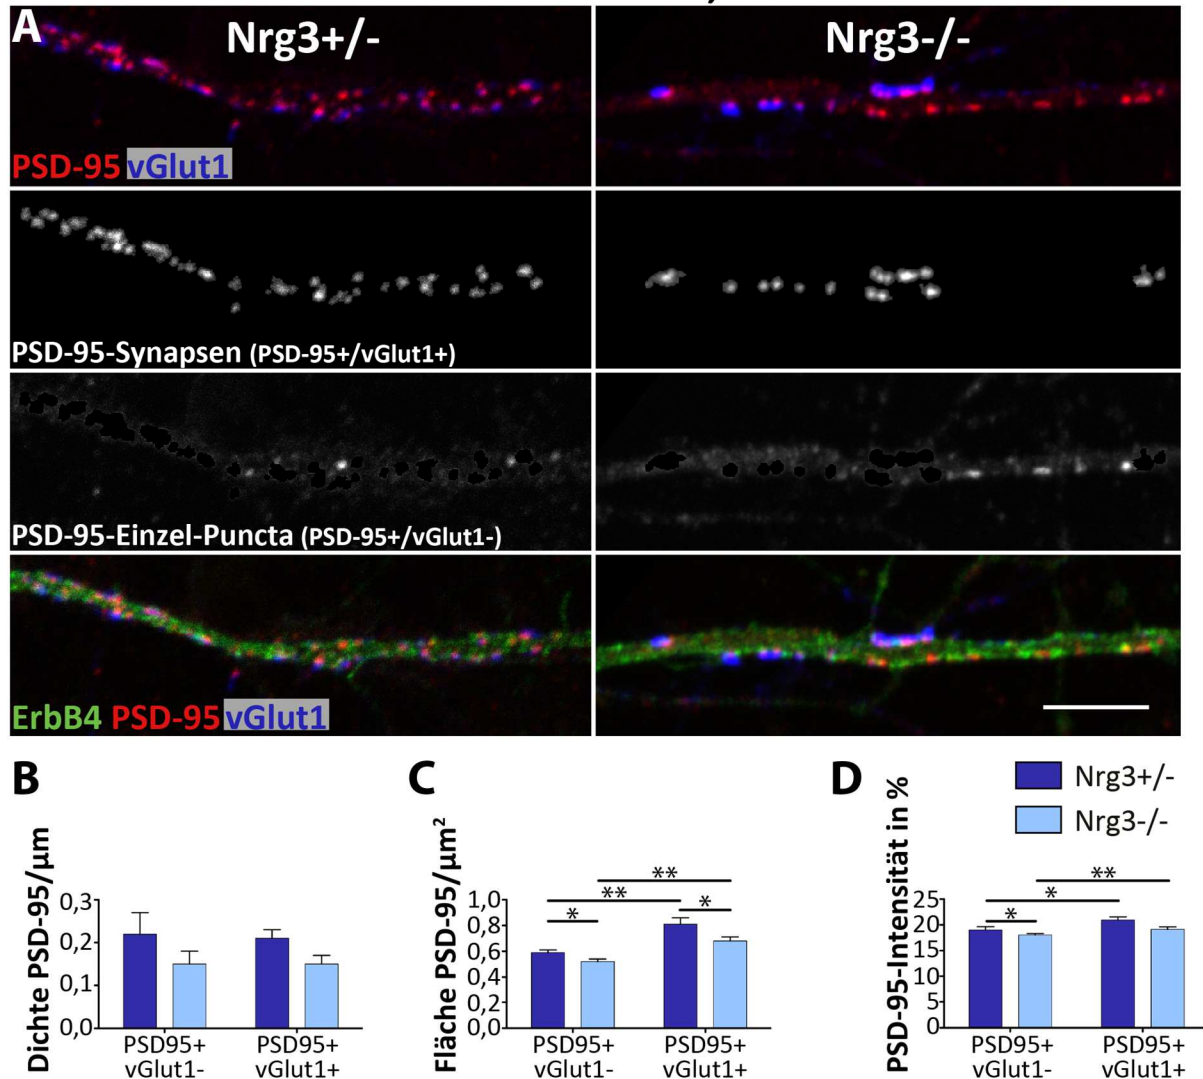 A
Nrg3+/-
Nrg3-/-
PSD-95 vGlut1
PSD-95-Synapsen (PSD-95+/vGlut1+)
PSD-95-Einzel-Puncta (PSD-95+/vGlut1-)
ErbB4 PSD-95 vGlut1
B
Dichte PSD-95/µm
0,3
0,2
0,1
0,0
PSD95+
vGlut1-
PSD95+
vGlut1+
C
Fläche PSD-95/µm²
1,0
0,8
0,6
0,4
0,2
0,0
*
**
**
*
PSD95+
vGlut1-
PSD95+
vGlut1+
D
Nrg3+/-
Nrg3-/-
PSD-95-Intensität in %
25
20
15
10
5
0
*
*
**
PSD95+
vGlut1-
PSD95+
vGlut1+